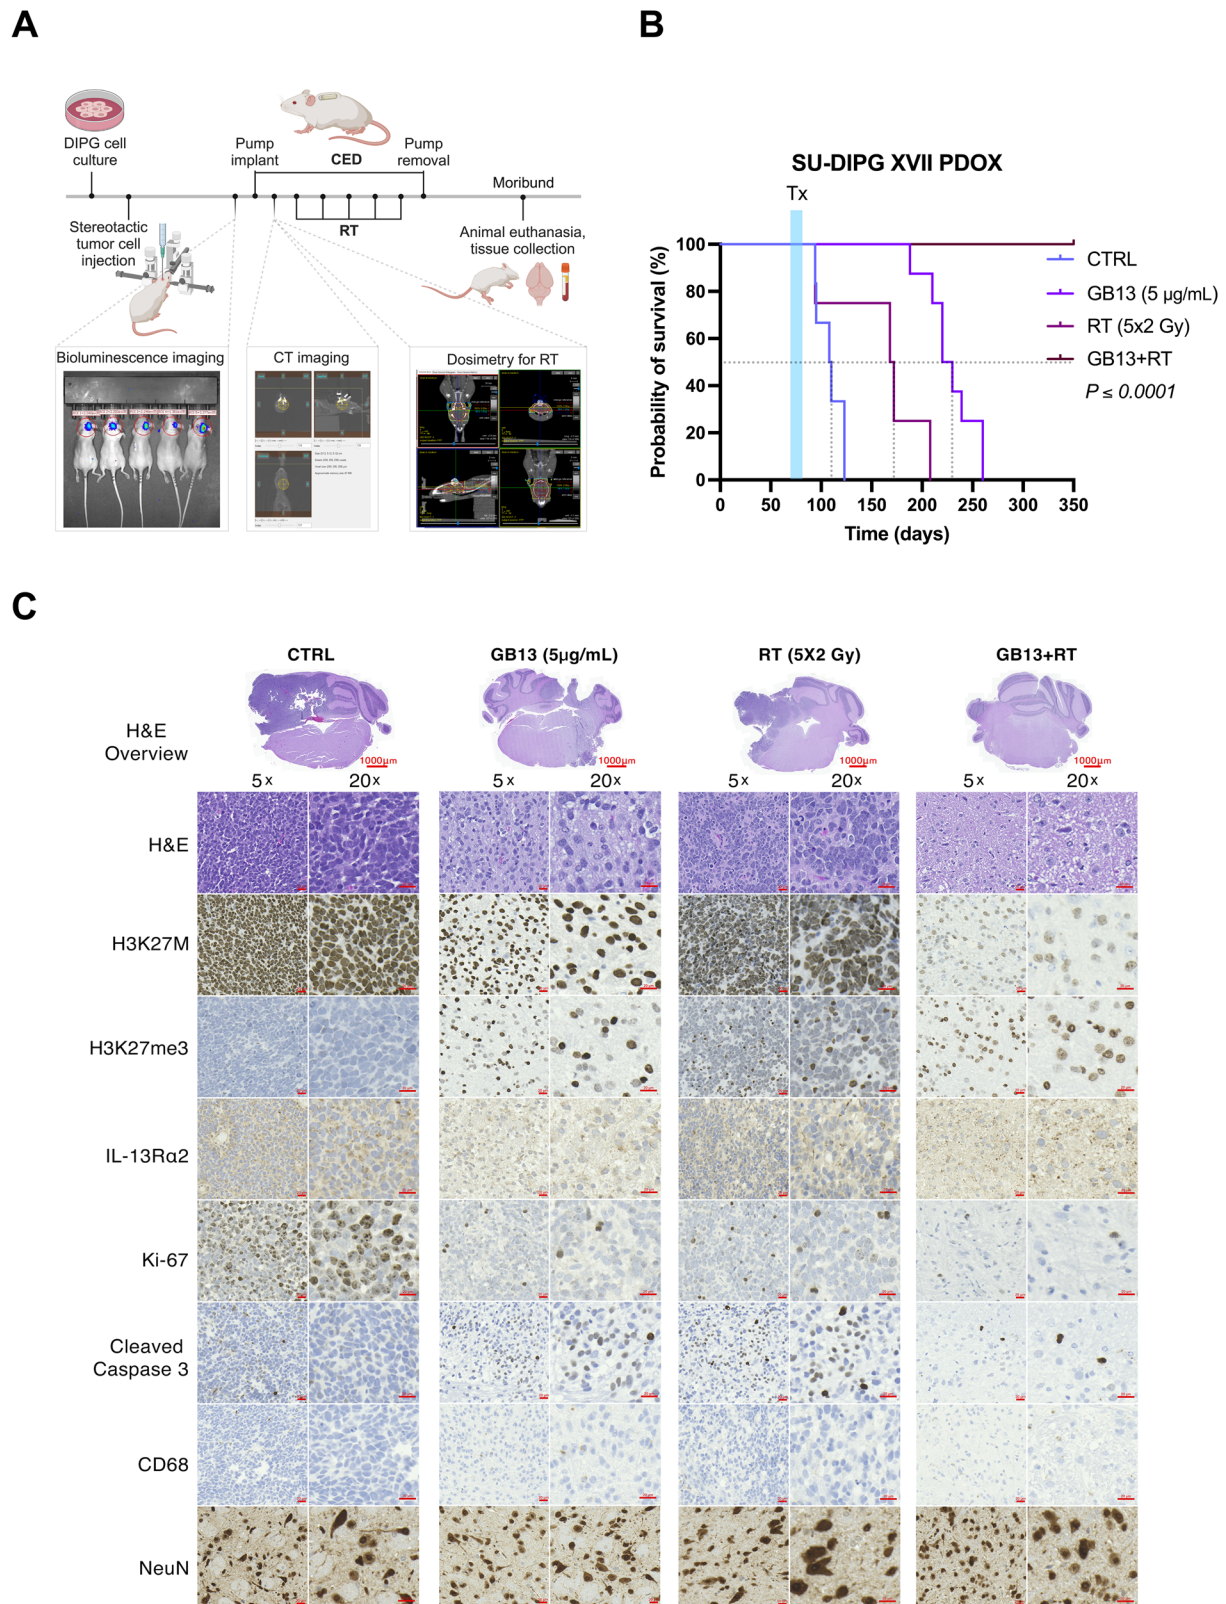 A
DIPG cell
culture
Pump
implant
CED
Pump
removal
Moribund
Stereotactic
tumor cell
injection
RT
Animal euthanasia,
tissue collection
Bioluminescence imaging
CT imaging
Dosimetry for RT
B
SU-DIPG XVII PDOX
Tx
Probability of survival (%)
100
80
60
40
20
0
0 50 100 150 200 250 300 350
Time (days)
CTRL
GB13 (5 µg/mL)
RT (5x2 Gy)
GB13+RT
P ≤ 0.0001
C
CTRL GB13 (5µg/mL) RT (5X2 Gy) GB13+RT
H&E
Overview
1000µm 1000µm 1000µm 1000µm
5x 20x 5x 20x 5x 20x 5x 20x
H&E
H3K27M
H3K27me3
IL-13Rα2
Ki-67
Cleaved
Caspase 3
CD68
NeuN